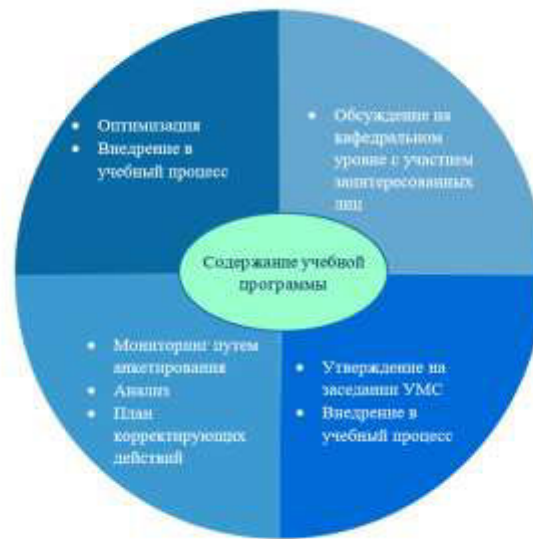 • Оптимизация
• Внедрение в
учебный процесс
• Обсуждение на
кафедральном
уровне с участием
заинтересованных
лиц
Содержание учебной
программы
• Мониторинг путем
анкетирования
• Анализ
• План
корректирующих
действий
• Утверждение на
заседании УМС
• Внедрение в
учебный процесс